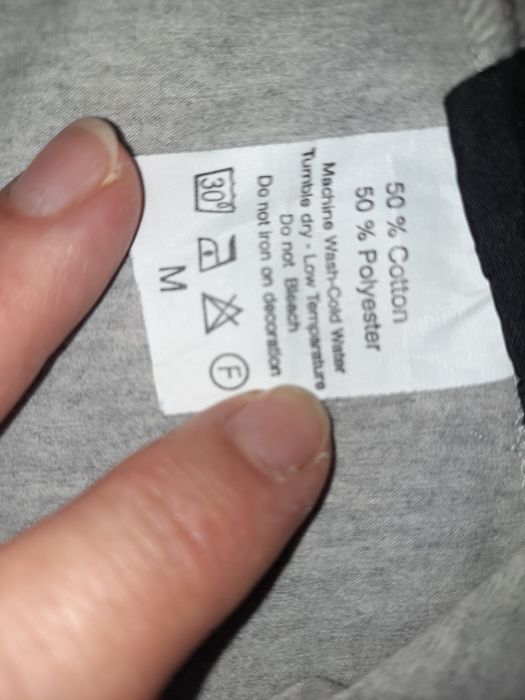 50 % Cotton
50 % Polyester
Machine Wash-Cold Water
Tumble dry - Low Temparature
Do not Bleach
Do not iron on decoration
30°
F
M